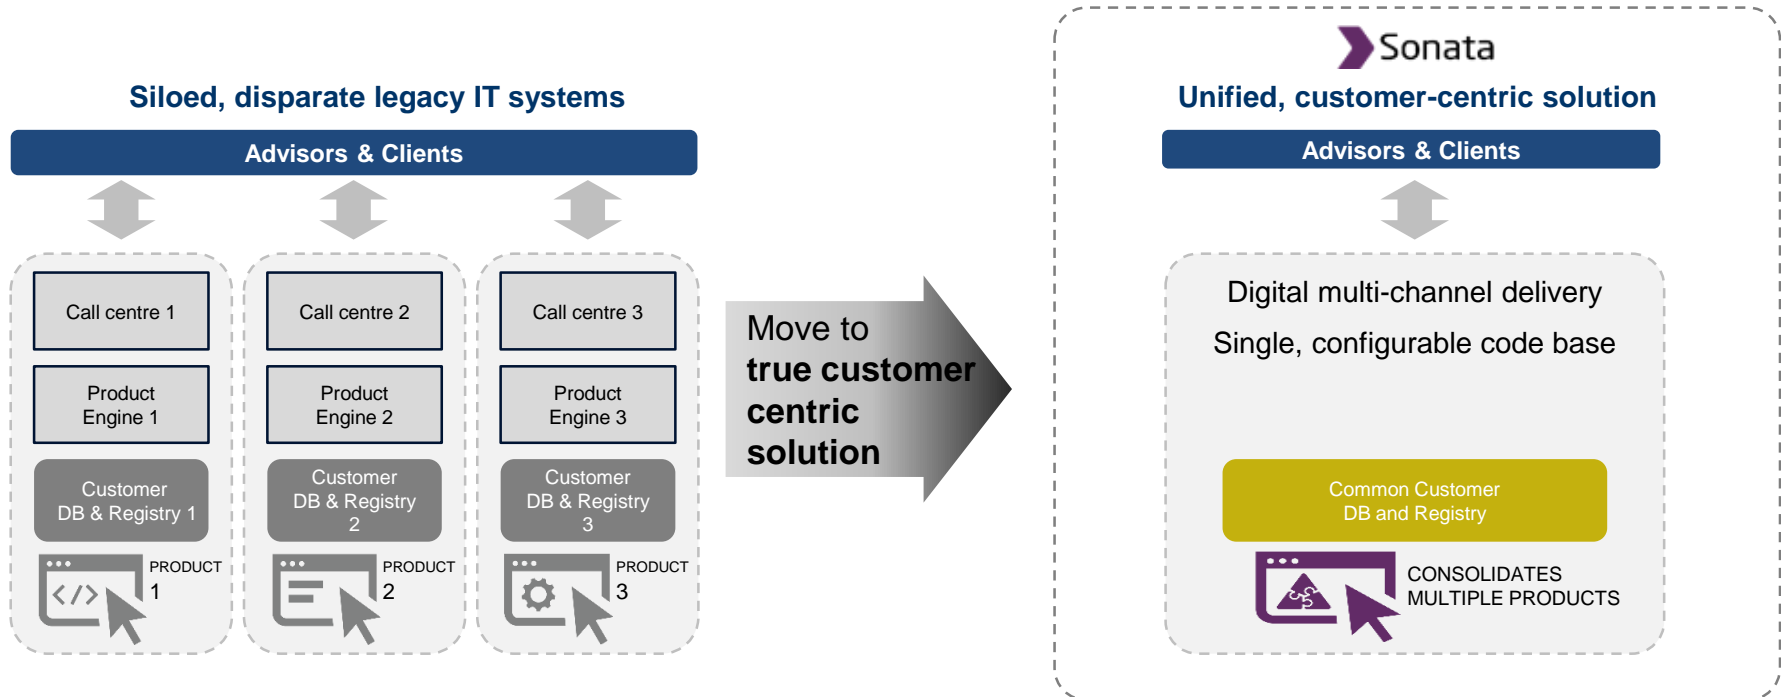 Siloed, disparate legacy IT systems
Advisors & Clients
Call centre 1
Product
Engine 1
Customer
DB & Registry 1
PRODUCT
1
Call centre 2
Product
Engine 2
Customer
DB & Registry
2
PRODUCT
2
Call centre 3
Product
Engine 3
Customer
DB & Registry
3
PRODUCT
3
Move to
true customer
centric
solution
Sonata
Unified, customer-centric solution
Advisors & Clients
Digital multi-channel delivery
Single, configurable code base
Common Customer
DB and Registry
CONSOLIDATES
MULTIPLE PRODUCTS